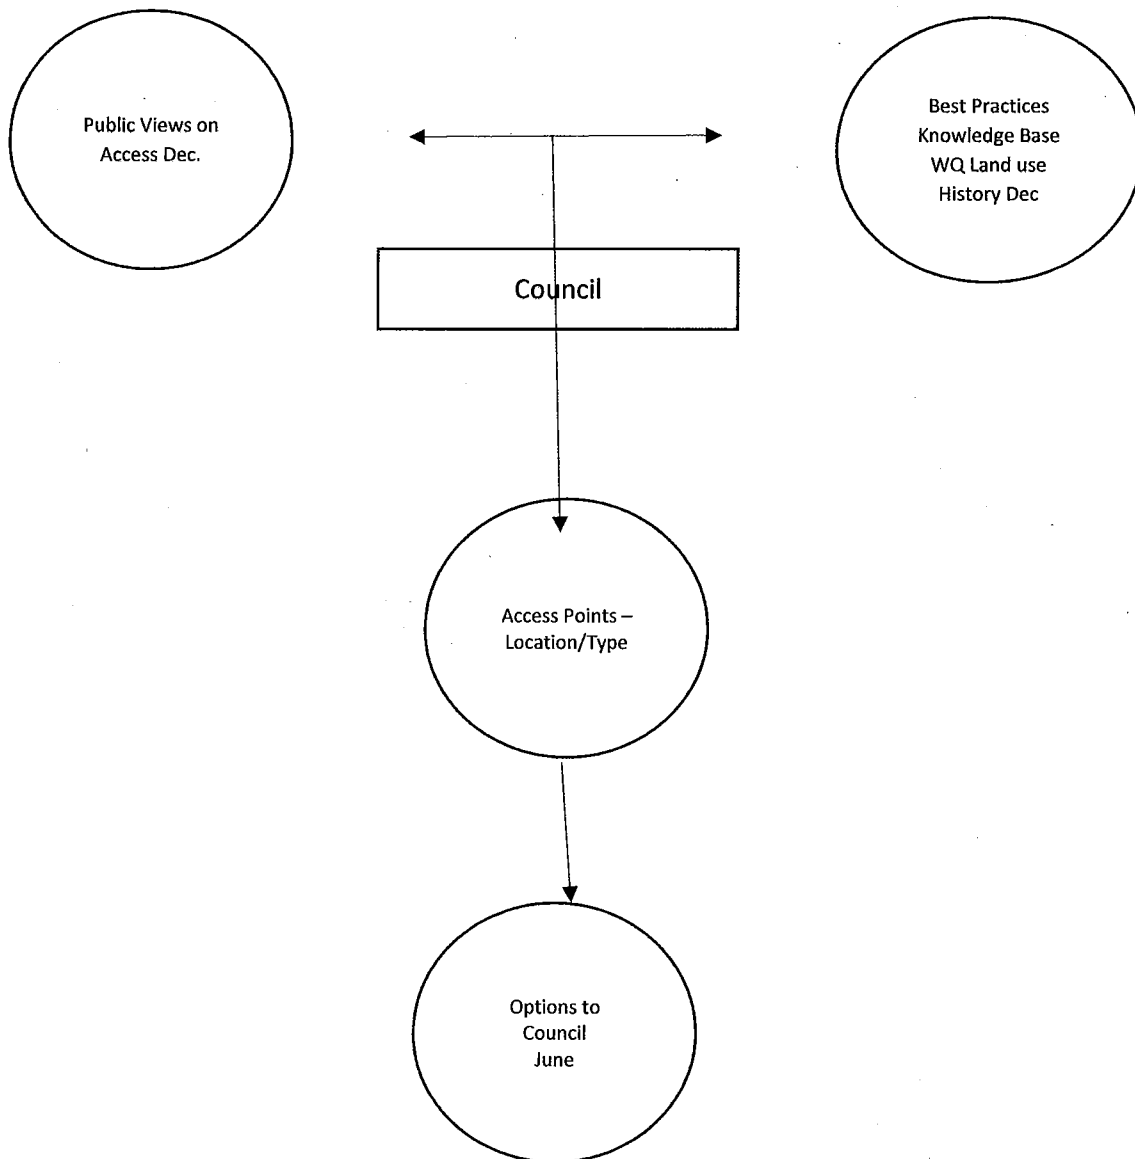 Public Views on
Access Dec.
Best Practices
Knowledge Base
WQ Land use
History Dec
Council
Access Points –
Location/Type
Options to
Council
June